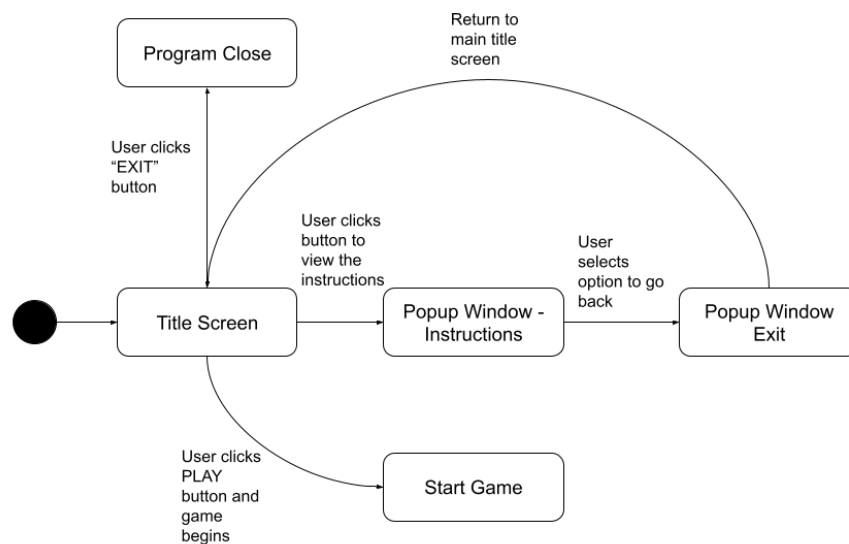 Return to
main title
screen
Program Close
User clicks
“EXIT”
button
User clicks
button to
view the
instructions
User
selects
option to go
back
Title Screen
Popup Window -
Instructions
Popup Window
Exit
User clicks
PLAY
button and
game
begins
Start Game